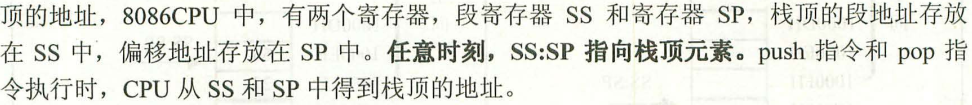 顶的地址，8086CPU 中，有两个寄存器，段寄存器 SS 和寄存器 SP，栈顶的段地址存放
在 SS 中，偏移地址存放在 SP 中。任意时刻，SS:SP 指向栈顶元素。push 指令和 pop 指
令执行时，CPU 从 SS 和 SP 中得到栈顶的地址。